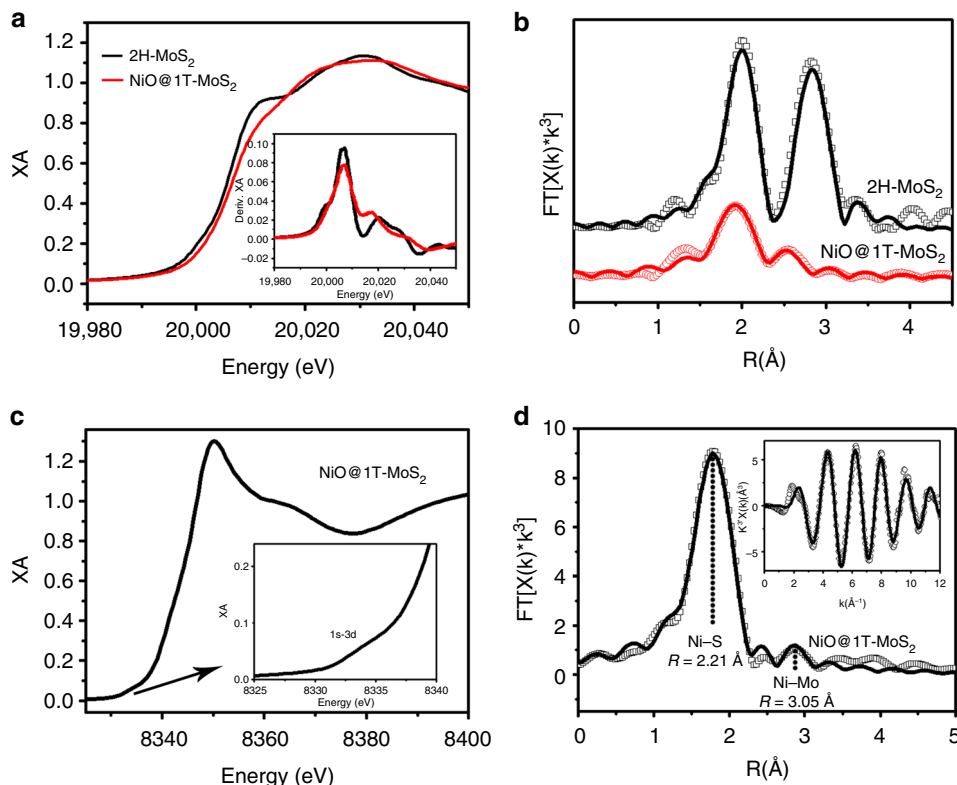 a
XA
1.2
1.0
0.8
0.6
0.4
0.2
0.0
2H-MoS₂
NiO@1T-MoS₂
Deriv. XA
0.10
0.08
0.06
0.04
0.02
0.00
−0.02
19,980 20,000 20,020 20,040
Energy (eV)
19,980 20,000 20,020 20,040
Energy (eV)
b
FT[X(k)*k³]
2H-MoS₂
NiO@1T-MoS₂
0 1 2 3 4
R(Å)
c
XA
1.2
1.0
0.8
0.6
0.4
0.2
0.0
NiO@1T-MoS₂
XA
0.2
0.1
0.0
1s-3d
8325 8330 8335 8340
Energy (eV)
8340 8360 8380 8400
Energy (eV)
d
FT[X(k)*k³]
10
8
6
4
2
0
K³X(k)(Å³)
5
0
−5
0 2 4 6 8 10 12
k(Å⁻¹)
Ni–S
R = 2.21 Å
NiO@1T-MoS₂
Ni–Mo
R = 3.05 Å
0 1 2 3 4 5
R(Å)